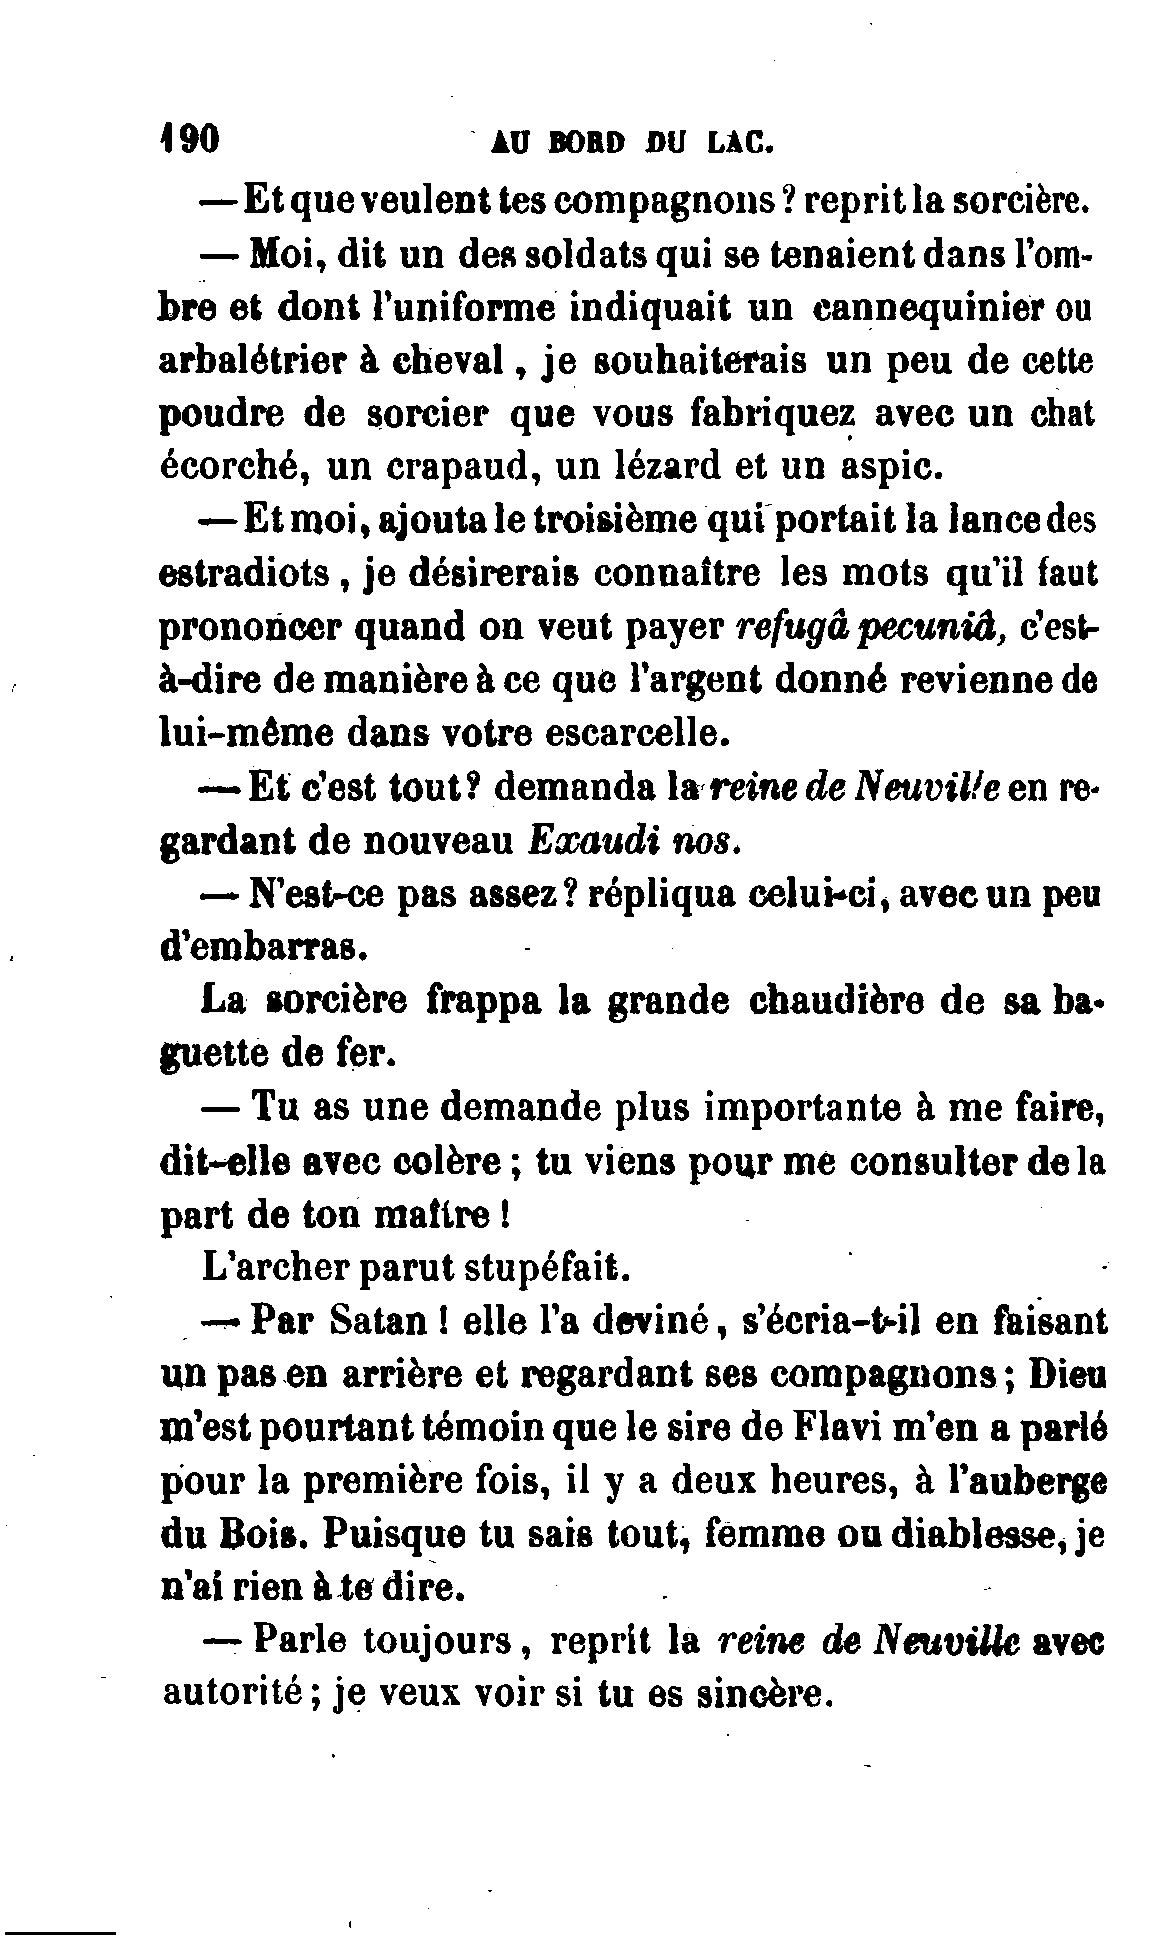 190 AU BORD DU LAC.
— Et que veulent tes compagnons ? reprit la sorcière.
— Moi, dit un des soldats qui se tenaient dans l'om-
bre et dont l'uniforme indiquait un cannequinier ou
arbalétrier à cheval, je souhaiterais un peu de cette
poudre de sorcier que vous fabriquez avec un chat
écorché, un crapaud, un lézard et un aspic.
— Et moi, ajouta le troisième qui portait la lance des
estradiots, je désirerais connaître les mots qu'il faut
prononcer quand on veut payer refugâ pecuniâ, c'est-
à-dire de manière à ce que l'argent donné revienne de
lui-même dans votre escarcelle.
— Et c'est tout ? demanda la reine de Neuville en re-
gardant de nouveau Exaudi nos.
— N'est-ce pas assez ? répliqua celui-ci, avec un peu
d'embarras.
La sorcière frappa la grande chaudière de sa ba-
guette de fer.
— Tu as une demande plus importante à me faire,
dit-elle avec colère ; tu viens pour me consulter de la
part de ton maître !
L'archer parut stupéfait.
— Par Satan ! elle l'a deviné, s'écria-t-il en faisant
un pas en arrière et regardant ses compagnons ; Dieu
m'est pourtant témoin que le sire de Flavi m'en a parlé
pour la première fois, il y a deux heures, à l'auberge
du Bois. Puisque tu sais tout, femme ou diablesse, je
n'ai rien à te dire.
— Parle toujours, reprit la reine de Neuville avec
autorité ; je veux voir si tu es sincère.